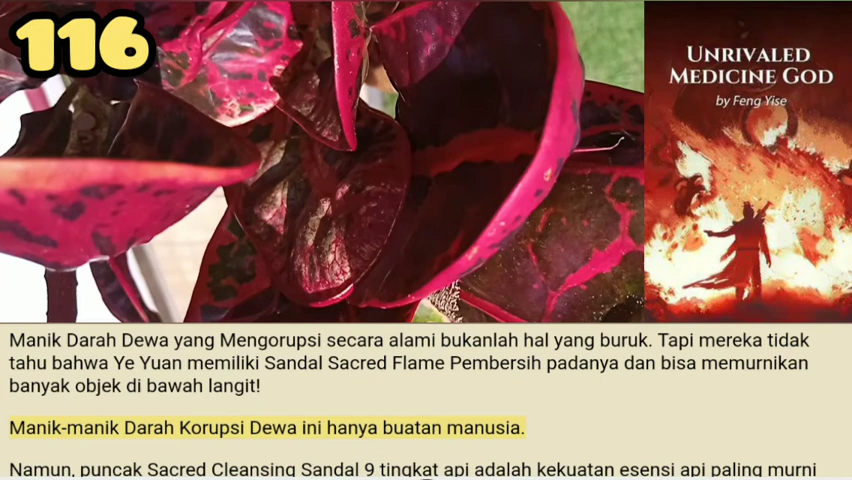 116
UNRIVALED
MEDICINE GOD
by Feng Yise
Manik Darah Dewa yang Mengorupsi secara alami bukanlah hal yang buruk. Tapi mereka tidak
tahu bahwa Ye Yuan memiliki Sandal Sacred Flame Pembersih padanya dan bisa memurnikan
banyak objek di bawah langit!
Manik-manik Darah Korupsi Dewa ini hanya buatan manusia.
Namun, puncak Sacred Cleansing Sandal 9 tingkat api adalah kekuatan esensi api paling murni